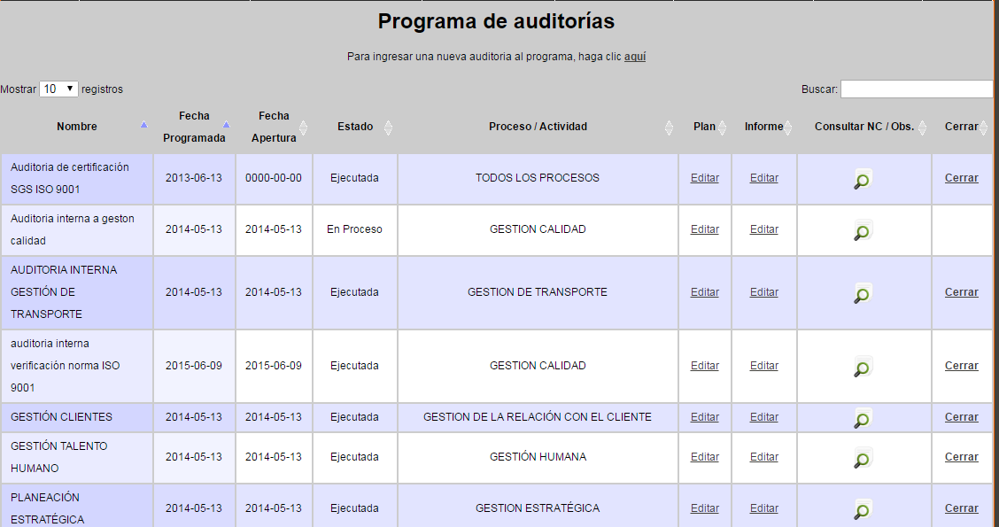 Programa de auditorías
Para ingresar una nueva auditoria al programa, haga clic aquí
Mostrar 10 registros Buscar:
Nombre Fecha Programada Fecha Apertura Estado Proceso / Actividad Plan Informe Consultar NC / Obs. Cerrar
Auditoria de certificación
SGS ISO 9001 2013-06-13 0000-00-00 Ejecutada TODOS LOS PROCESOS Editar Editar Cerrar
Auditoria interna a geston
calidad 2014-05-13 2014-05-13 En Proceso GESTION CALIDAD Editar Editar
AUDITORIA INTERNA
GESTIÓN DE
TRANSPORTE 2014-05-13 2014-05-13 Ejecutada GESTION DE TRANSPORTE Editar Editar Cerrar
auditoria interna
verificación norma ISO
9001 2015-06-09 2015-06-09 Ejecutada GESTION CALIDAD Editar Editar Cerrar
GESTIÓN CLIENTES 2014-05-13 2014-05-13 Ejecutada GESTION DE LA RELACIÓN CON EL CLIENTE Editar Editar Cerrar
GESTIÓN TALENTO
HUMANO 2014-05-13 2014-05-13 Ejecutada GESTIÓN HUMANA Editar Editar Cerrar
PLANEACIÓN
ESTRATÉGICA 2014-05-13 2014-05-13 Ejecutada GESTION ESTRATÉGICA Editar Editar Cerrar